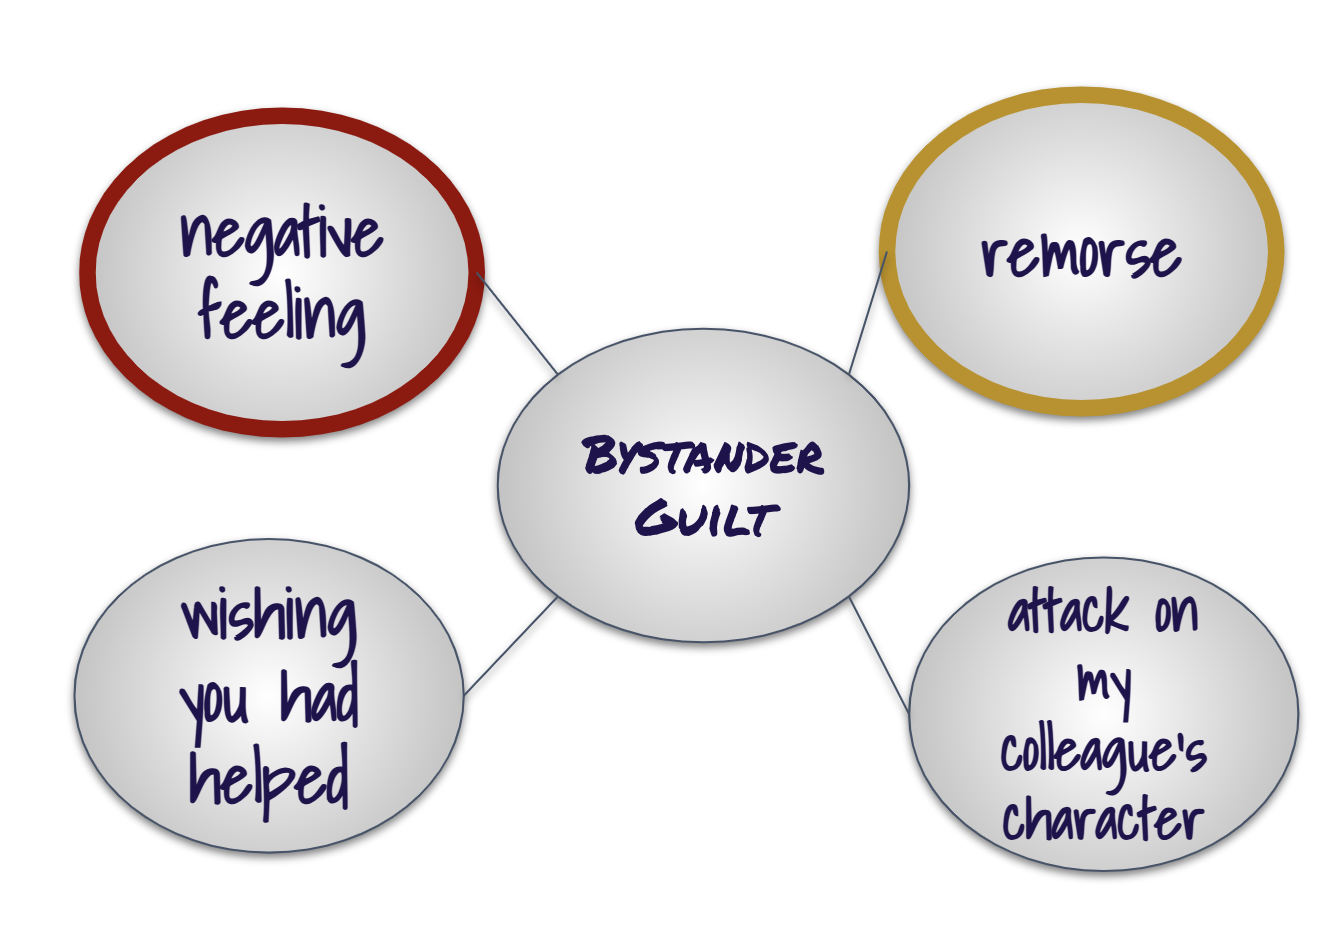 negative
feeling
remorse
BYSTANDER
GUILT
wishing
you had
helped
attack on
my
colleague's
character